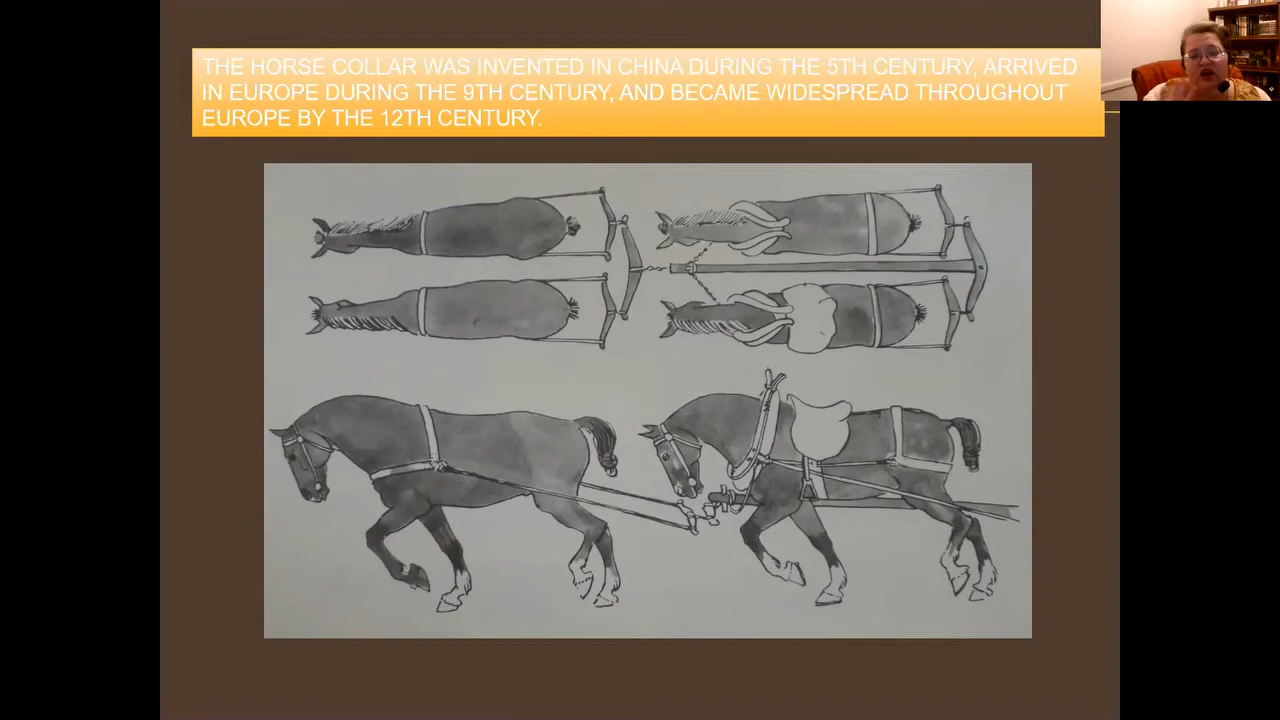 THE HORSE COLLAR WAS INVENTED IN CHINA DURING THE 5TH CENTURY, ARRIVED
IN EUROPE DURING THE 9TH CENTURY, AND BECAME WIDESPREAD THROUGHOUT
EUROPE BY THE 12TH CENTURY.